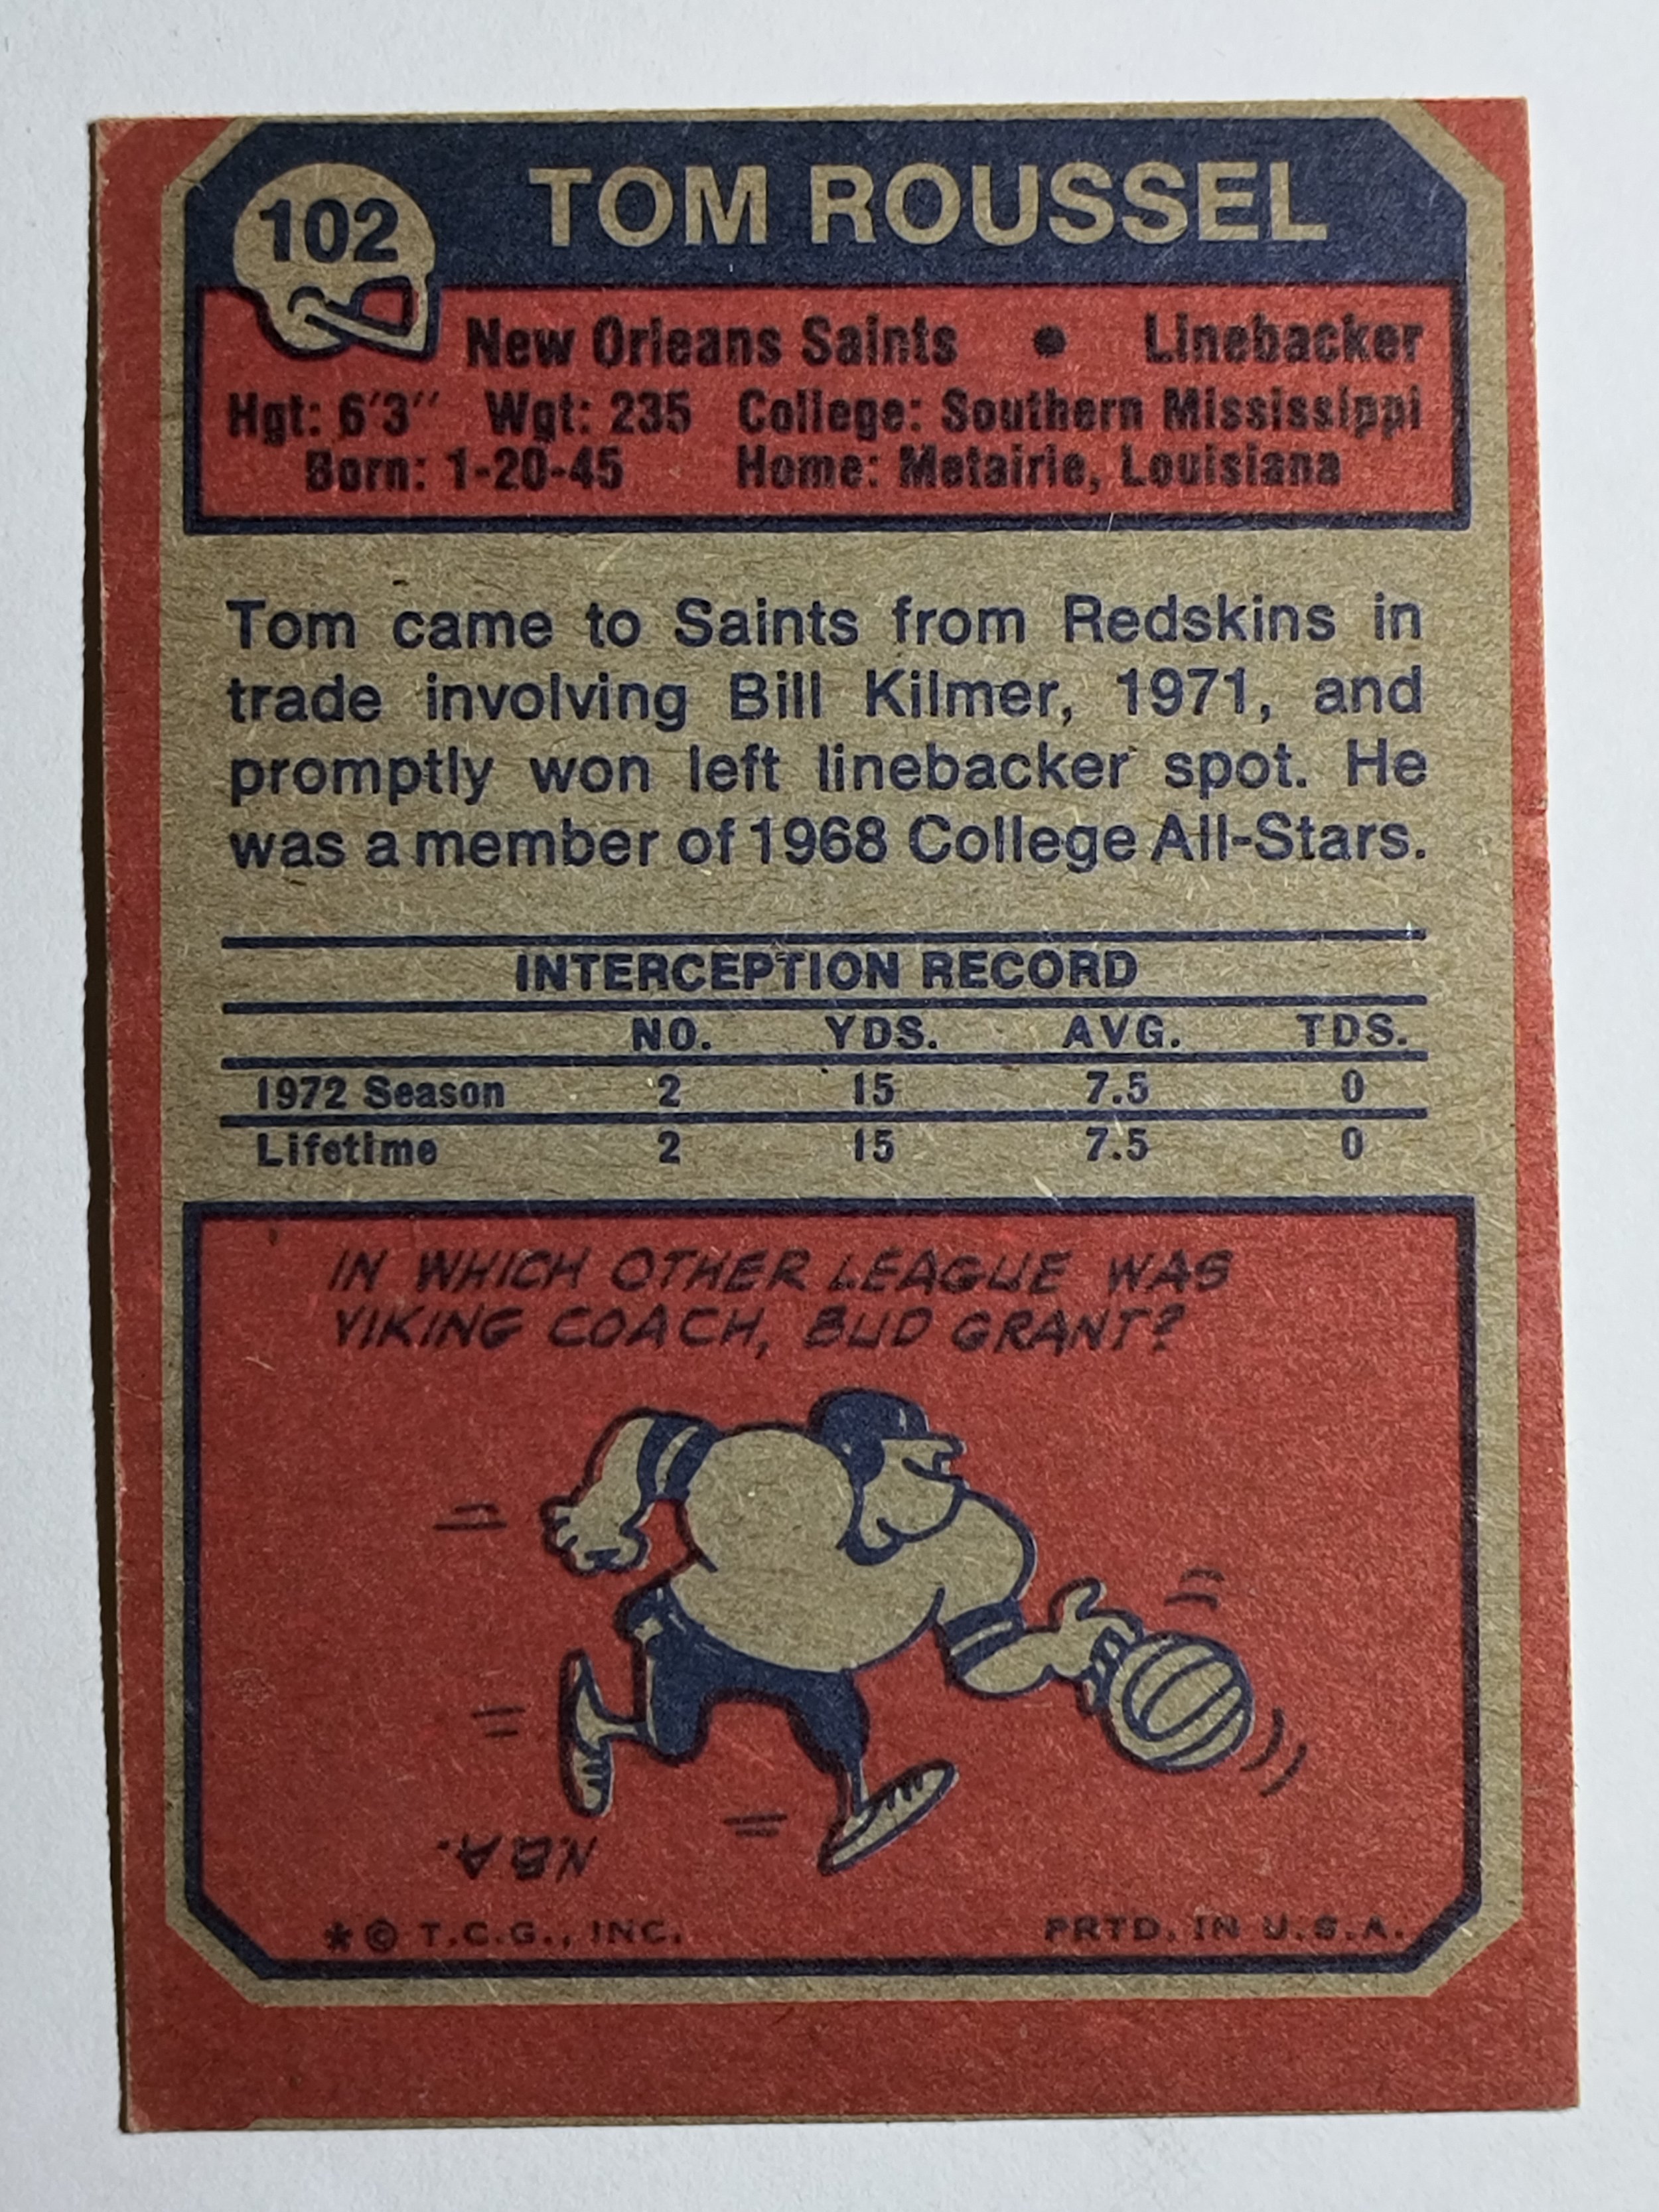 102
TOM ROUSSEL
New Orleans Saints • Linebacker
Hgt: 6'3'' Wgt: 235 College: Southern Mississippi
Born: 1-20-45 Home: Metairie, Louisiana
Tom came to Saints from Redskins in
trade involving Bill Kilmer, 1971, and
promptly won left linebacker spot. He
was a member of 1968 College All-Stars.
INTERCEPTION RECORD
NO. YDS. AVG. TDS.
1972 Season 2 15 7.5 0
Lifetime 2 15 7.5 0
IN WHICH OTHER LEAGUE WAS
VIKING COACH, BUD GRANT?
N.B.A.
*© T.C.G., INC. PRTD. IN U.S.A.